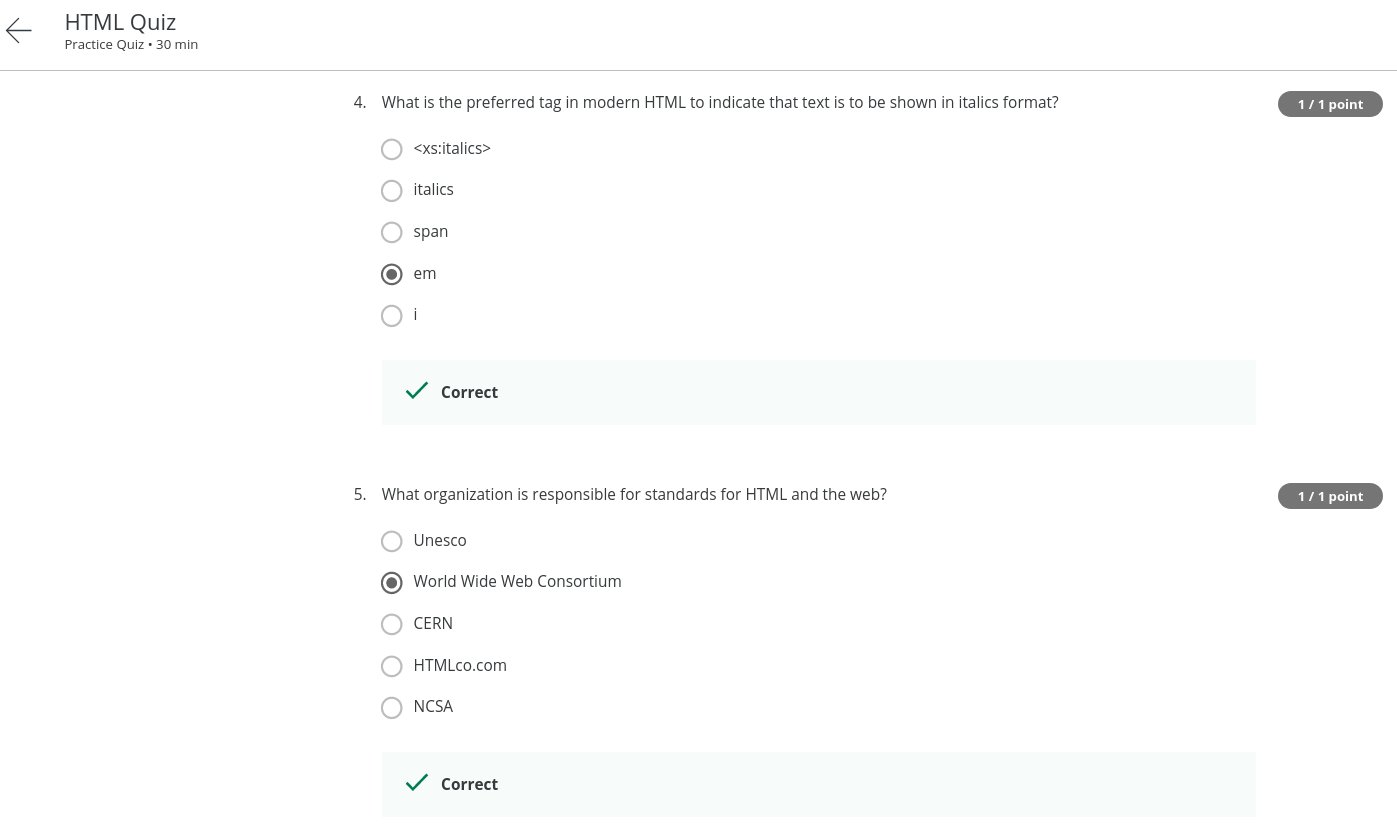 HTML Quiz
Practice Quiz • 30 min
4. What is the preferred tag in modern HTML to indicate that text is to be shown in italics format?
1 / 1 point
<xs:italics>
italics
span
em
i
Correct
5. What organization is responsible for standards for HTML and the web?
1 / 1 point
Unesco
World Wide Web Consortium
CERN
HTMLco.com
NCSA
Correct